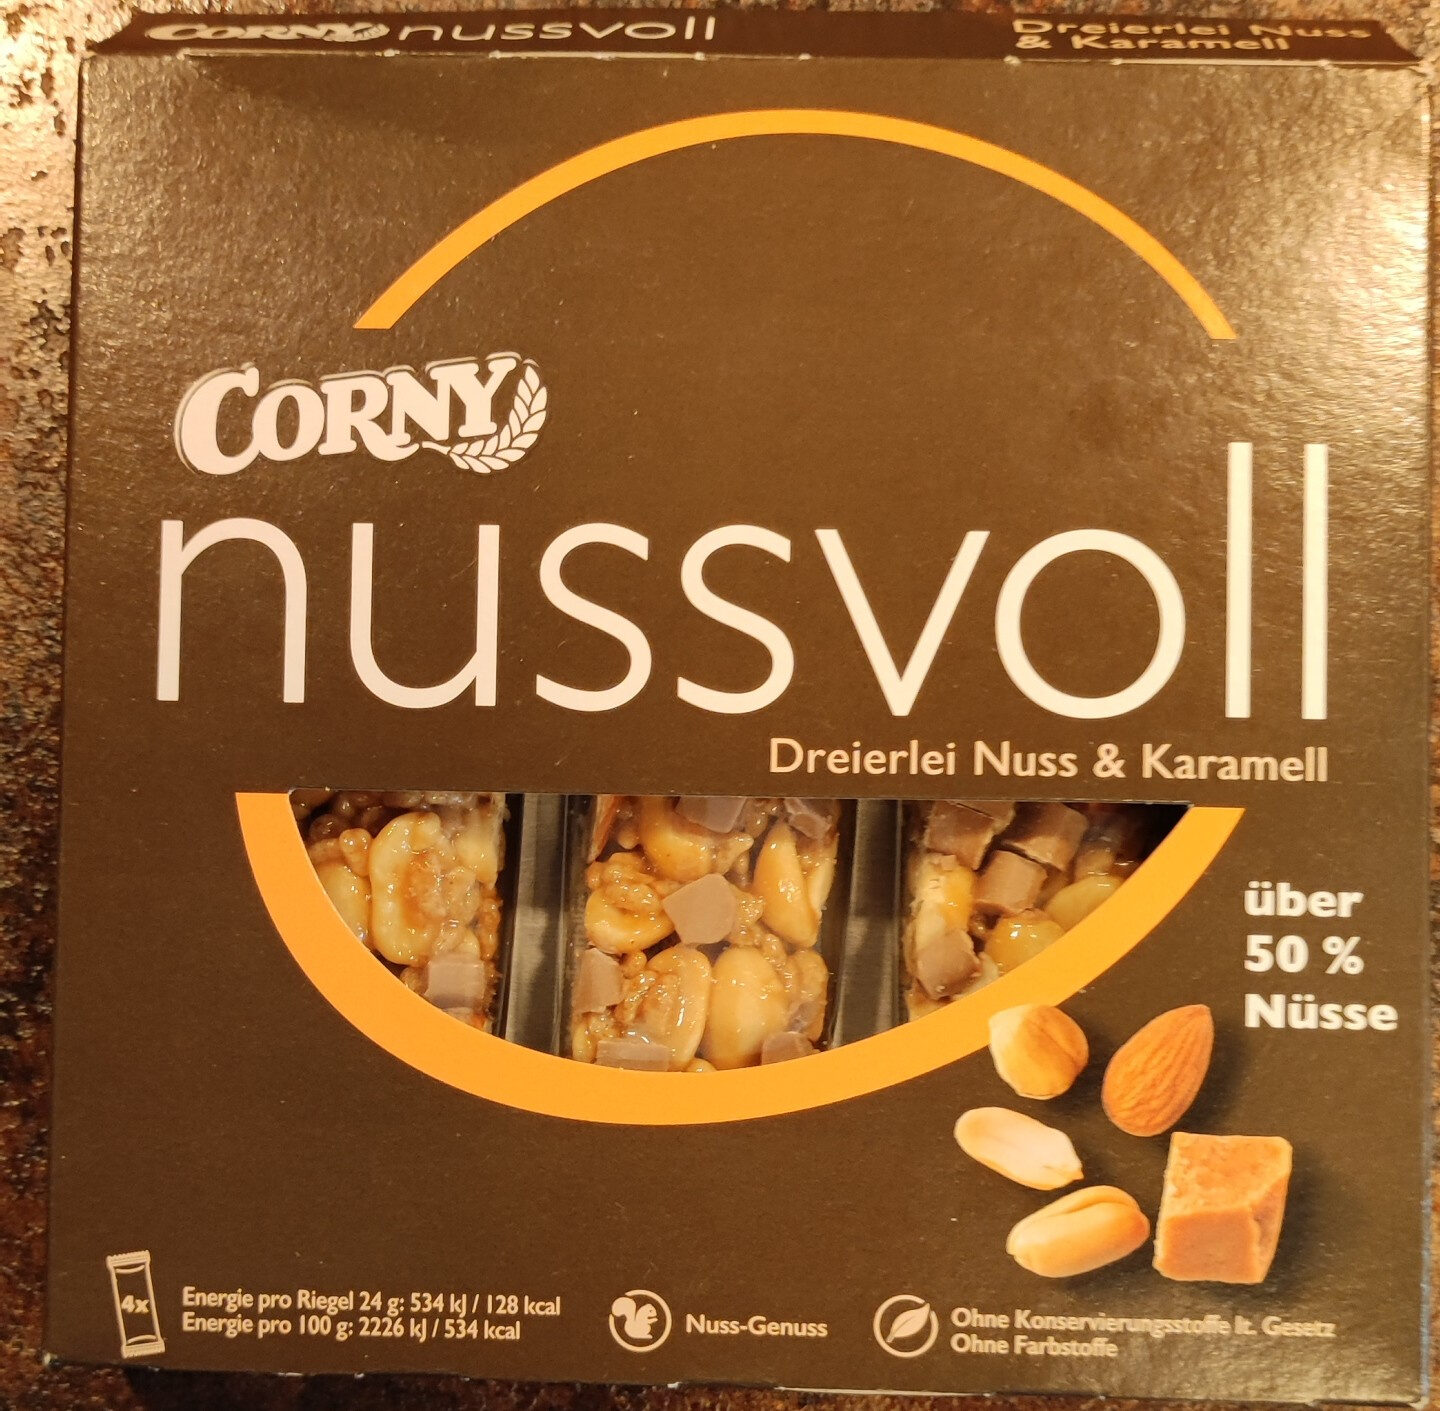 CORNY nussvoll
Dreierlei Nuss
& Karamell
CORNY
nussvoll
Dreierlei Nuss & Karamell
über
50 %
Nüsse
4x
Energie pro Riegel 24 g: 534 kJ / 128 kcal
Energie pro 100 g: 2226 kJ / 534 kcal
Nuss-Genuss
Ohne Konservierungsstoffe lt. Gesetz
Ohne Farbstoffe